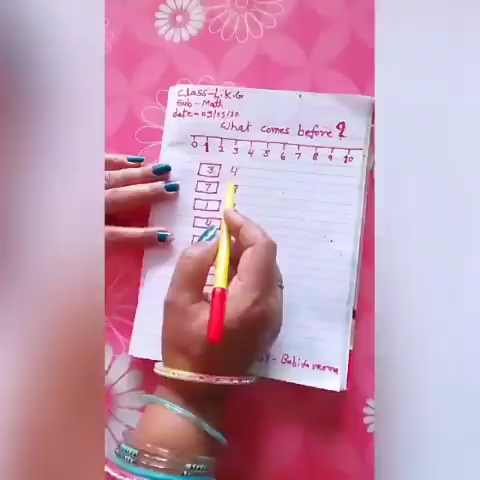 Class-L.K.G
Sub-Math
date=09/05/20
What comes before?
0 1 2 3 4 5 6 7 8 9 10
3 4
7
1
4
Babita verma